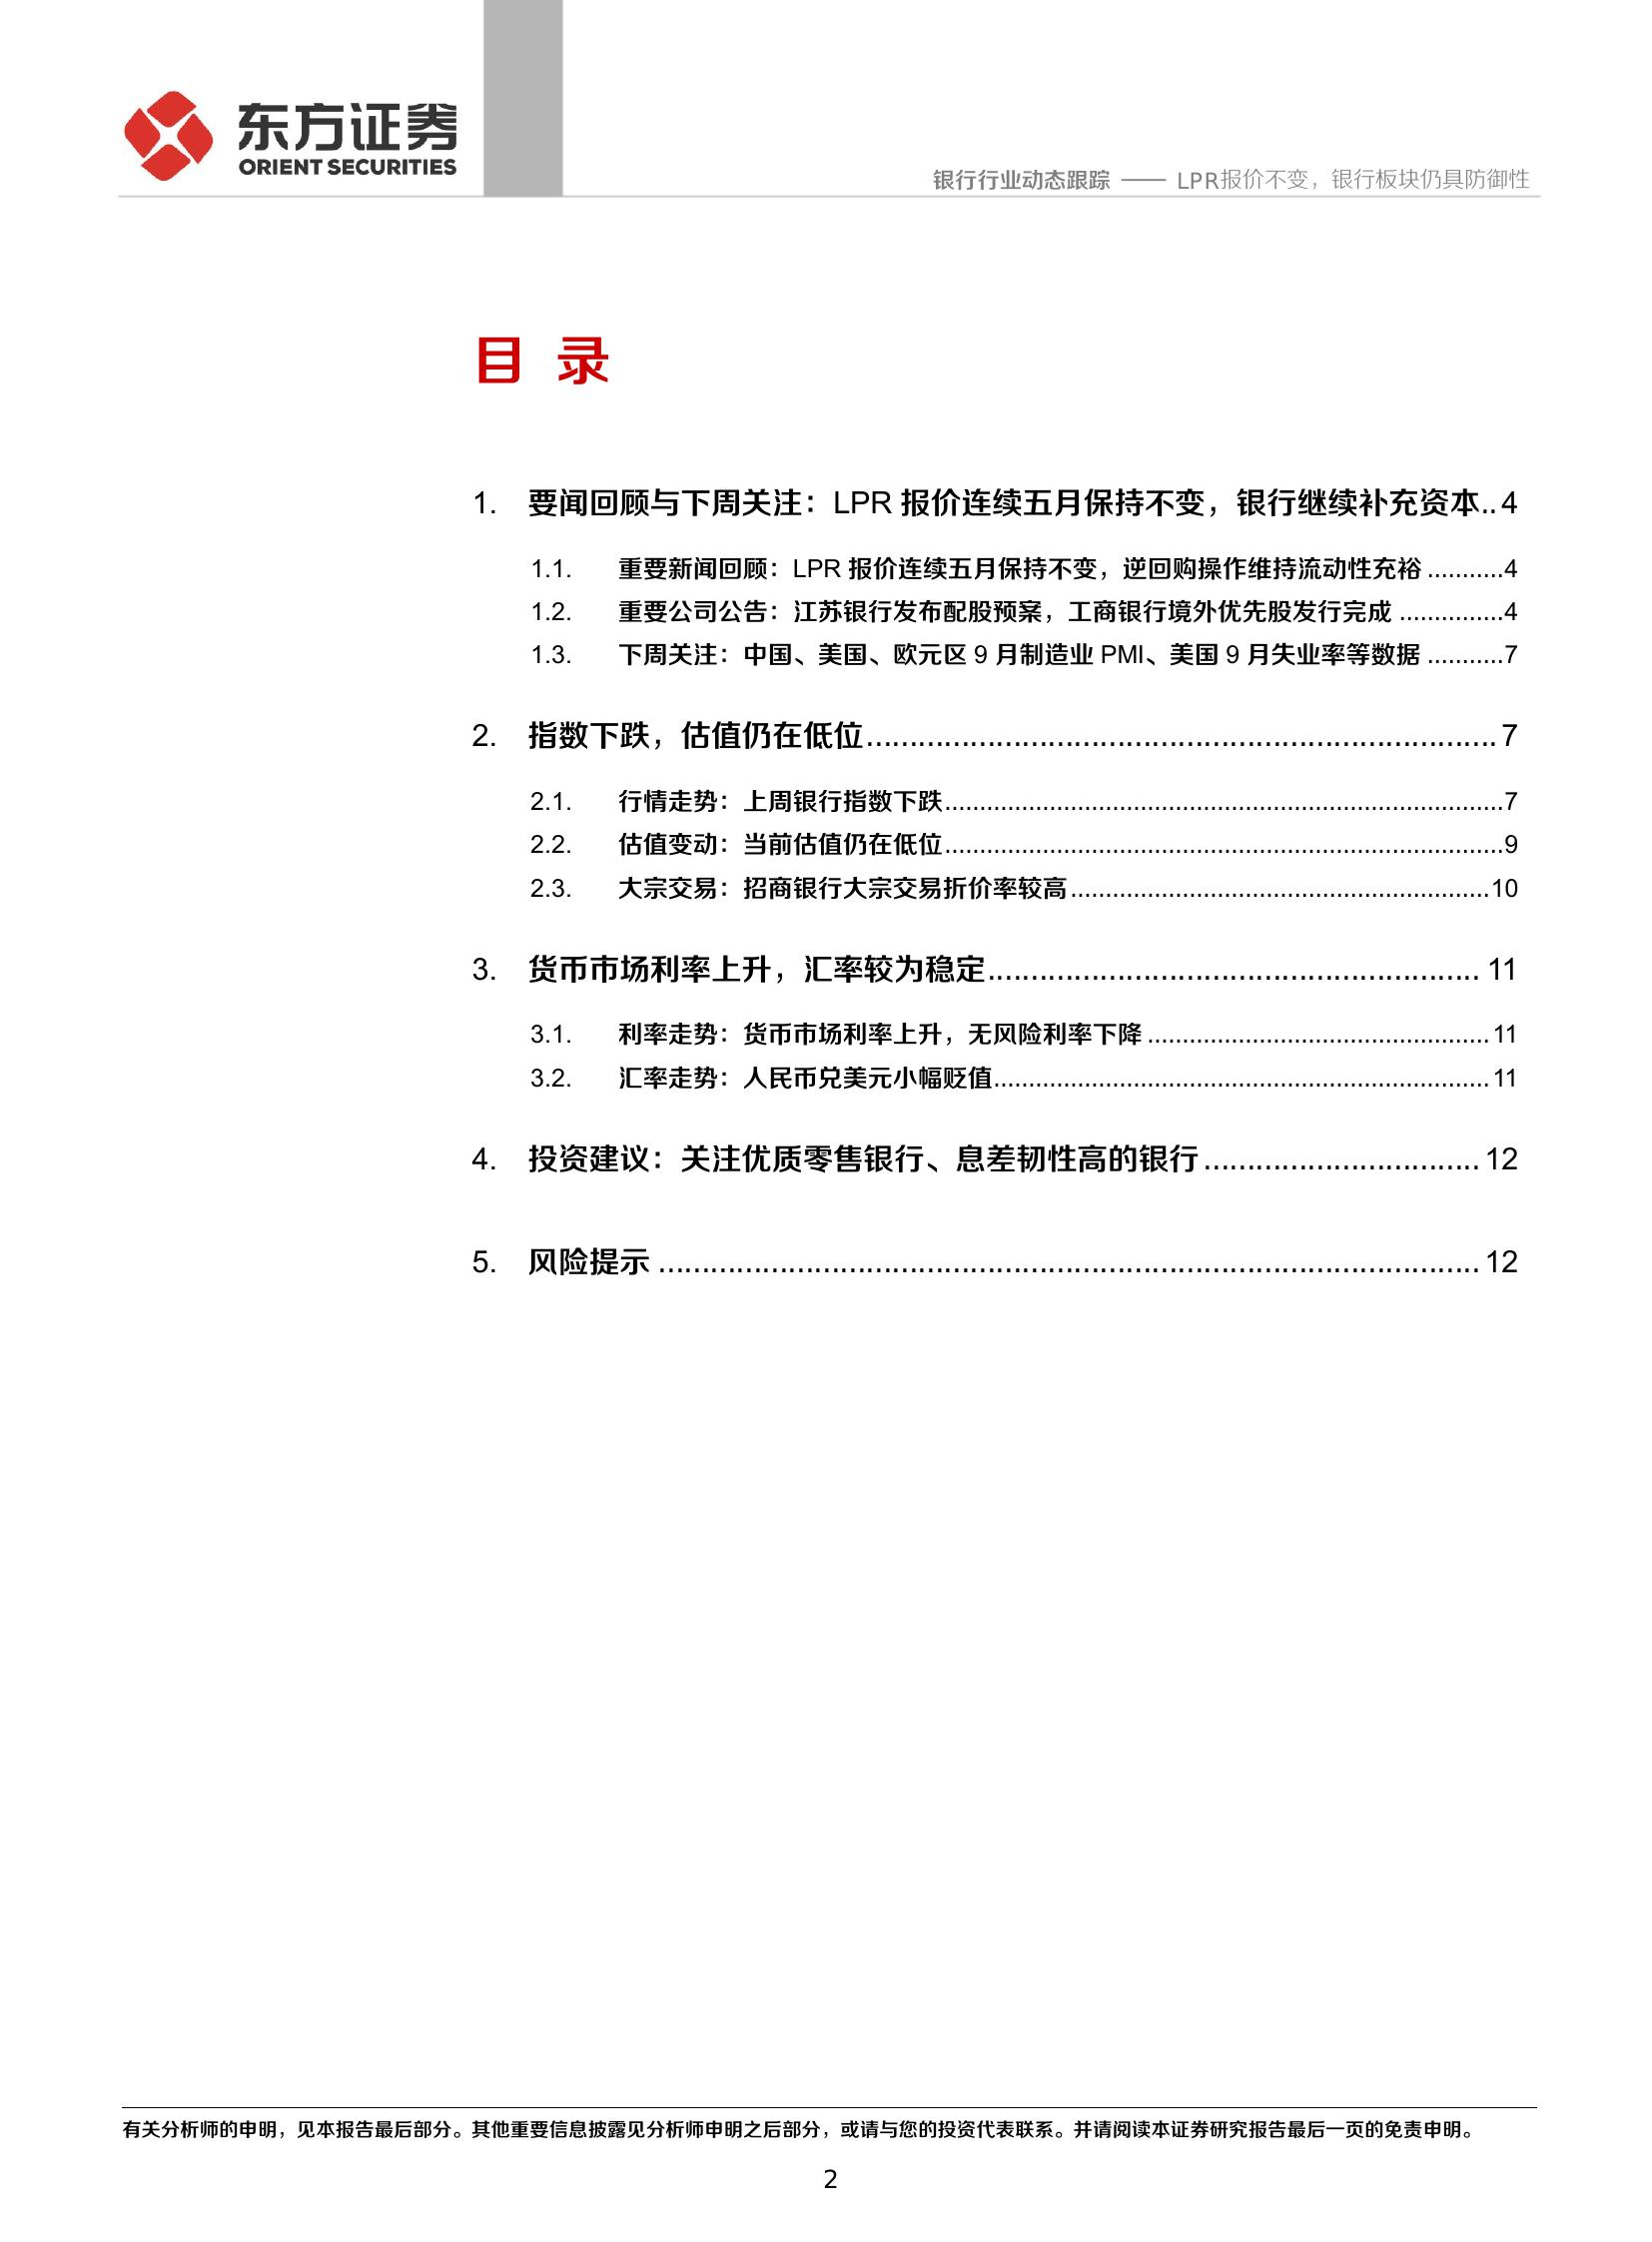 东方证券
ORIENT SECURITIES
银行行业动态跟踪 —— LPR报价不变，银行板块仍具防御性
目 录
1. 要闻回顾与下周关注：LPR 报价连续五月保持不变，银行继续补充资本..4
1.1. 重要新闻回顾：LPR 报价连续五月保持不变，逆回购操作维持流动性充裕...........4
1.2. 重要公司公告：江苏银行发布配股预案，工商银行境外优先股发行完成...............4
1.3. 下周关注：中国、美国、欧元区 9 月制造业 PMI、美国 9 月失业率等数据...........7
2. 指数下跌，估值仍在低位........................................................................7
2.1. 行情走势：上周银行指数下跌................................................................................7
2.2. 估值变动：当前估值仍在低位................................................................................9
2.3. 大宗交易：招商银行大宗交易折价率较高............................................................10
3. 货币市场利率上升，汇率较为稳定........................................................11
3.1. 利率走势：货币市场利率上升，无风险利率下降.................................................11
3.2. 汇率走势：人民币兑美元小幅贬值.......................................................................11
4. 投资建议：关注优质零售银行、息差韧性高的银行................................12
5. 风险提示..............................................................................................12
有关分析师的申明，见本报告最后部分。其他重要信息披露见分析师申明之后部分，或请与您的投资代表联系。并请阅读本证券研究报告最后一页的免责申明。
2